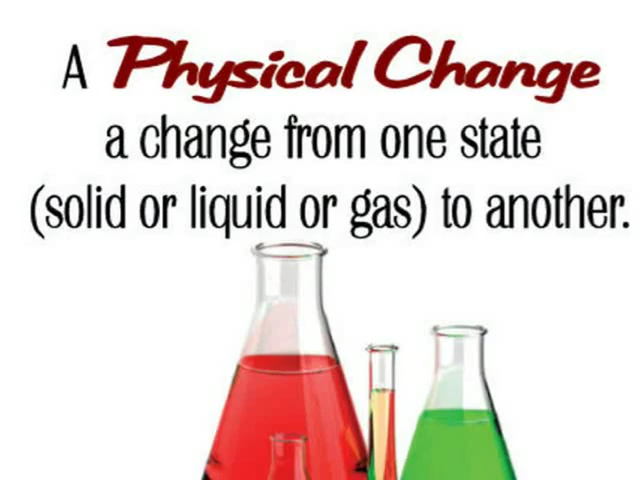 A Physical Change
a change from one state
(solid or liquid or gas) to another.